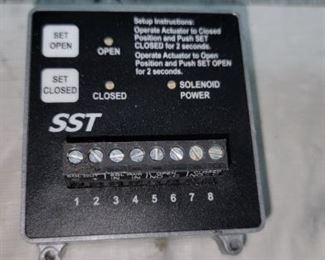 SET
OPEN
OPEN
Setup Instructions:
Operate Actuator to Closed
Position and Push SET
CLOSED for 2 seconds.
Operate Actuator to Open
Position and Push SET OPEN
for 2 seconds.
SET
CLOSED
CLOSED
SOLENOID
POWER
SST
1 2 3 4 5 6 7 8